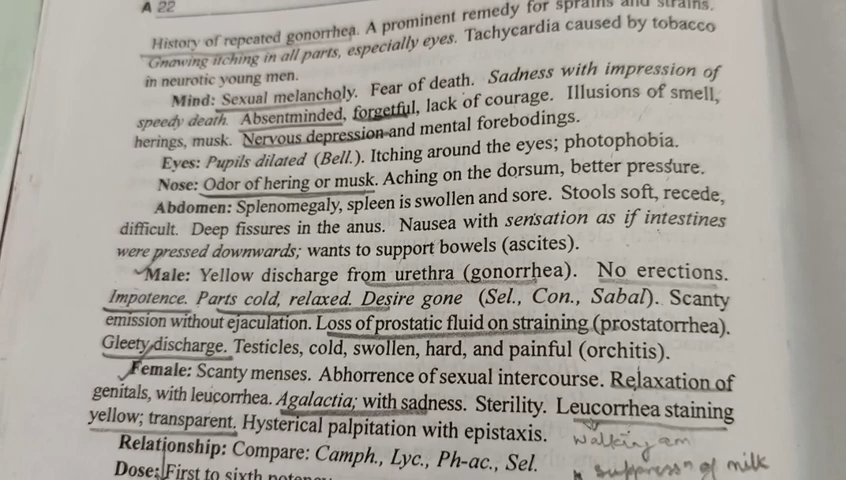 A 22
History of repeated gonorrhea. A prominent remedy for sprains and strains.
Gnawing itching in all parts, especially eyes. Tachycardia caused by tobacco
in neurotic young men.
Mind: Sexual melancholy. Fear of death. Sadness with impression of
speedy death. Absentminded, forgetful, lack of courage. Illusions of smell,
herings, musk. Nervous depression and mental forebodings.
Eyes: Pupils dilated (Bell.). Itching around the eyes; photophobia.
Nose: Odor of hering or musk. Aching on the dorsum, better pressure.
Abdomen: Splenomegaly, spleen is swollen and sore. Stools soft, recede,
difficult. Deep fissures in the anus. Nausea with sensation as if intestines
were pressed downwards; wants to support bowels (ascites).
Male: Yellow discharge from urethra (gonorrhea). No erections.
Impotence. Parts cold, relaxed. Desire gone (Sel., Con., Sabal). Scanty
emission without ejaculation. Loss of prostatic fluid on straining (prostatorrhea).
Gleety discharge. Testicles, cold, swollen, hard, and painful (orchitis).
Female: Scanty menses. Abhorrence of sexual intercourse. Relaxation of
genitals, with leucorrhea. Agalactia; with sadness. Sterility. Leucorrhea staining
yellow; transparent. Hysterical palpitation with epistaxis.
walking am
Relationship: Compare: Camph., Lyc., Ph-ac., Sel.
suppressn of milk
Dose: First to sixth potency.